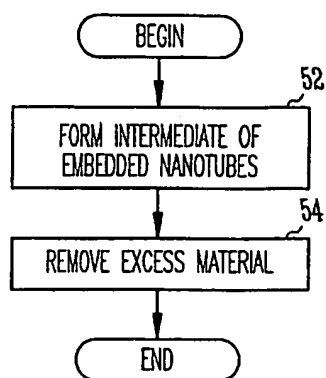 BEGIN
52
FORM INTERMEDIATE OF
EMBEDDED NANOTUBES
54
REMOVE EXCESS MATERIAL
END